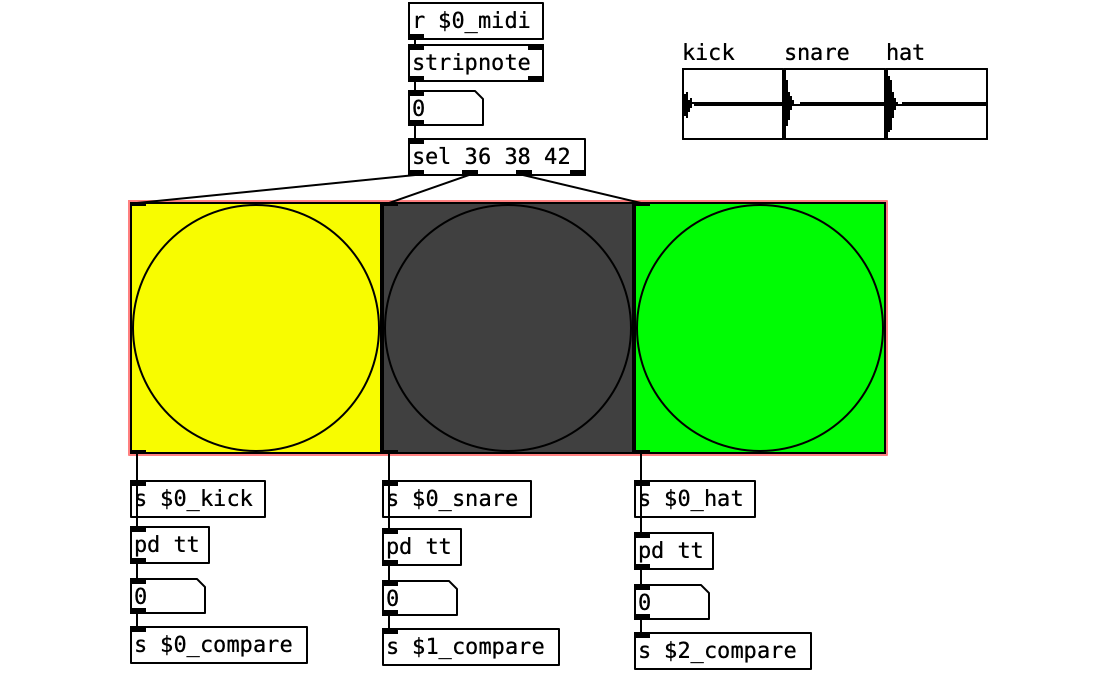 r $0_midi
stripnote
0
sel 36 38 42
kick snare hat
s $0_kick
s $0_snare
s $0_hat
pd tt
pd tt
pd tt
0
0
0
s $0_compare
s $1_compare
s $2_compare